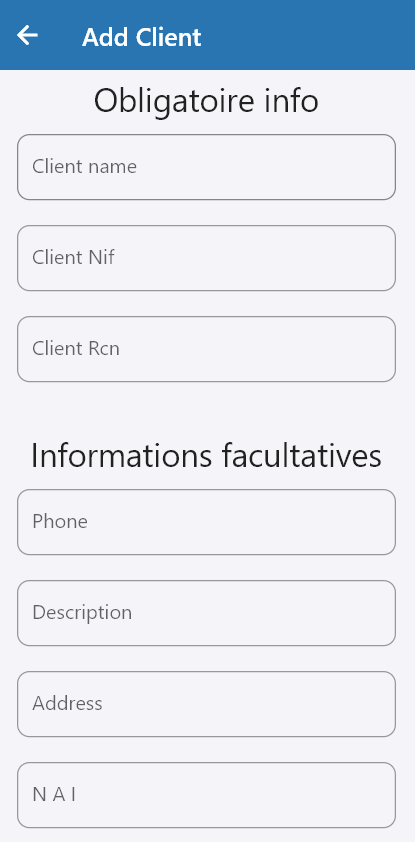 Add Client
Obligatoire info
Client name
Client Nif
Client Rcn
Informations facultatives
Phone
Description
Address
N A I